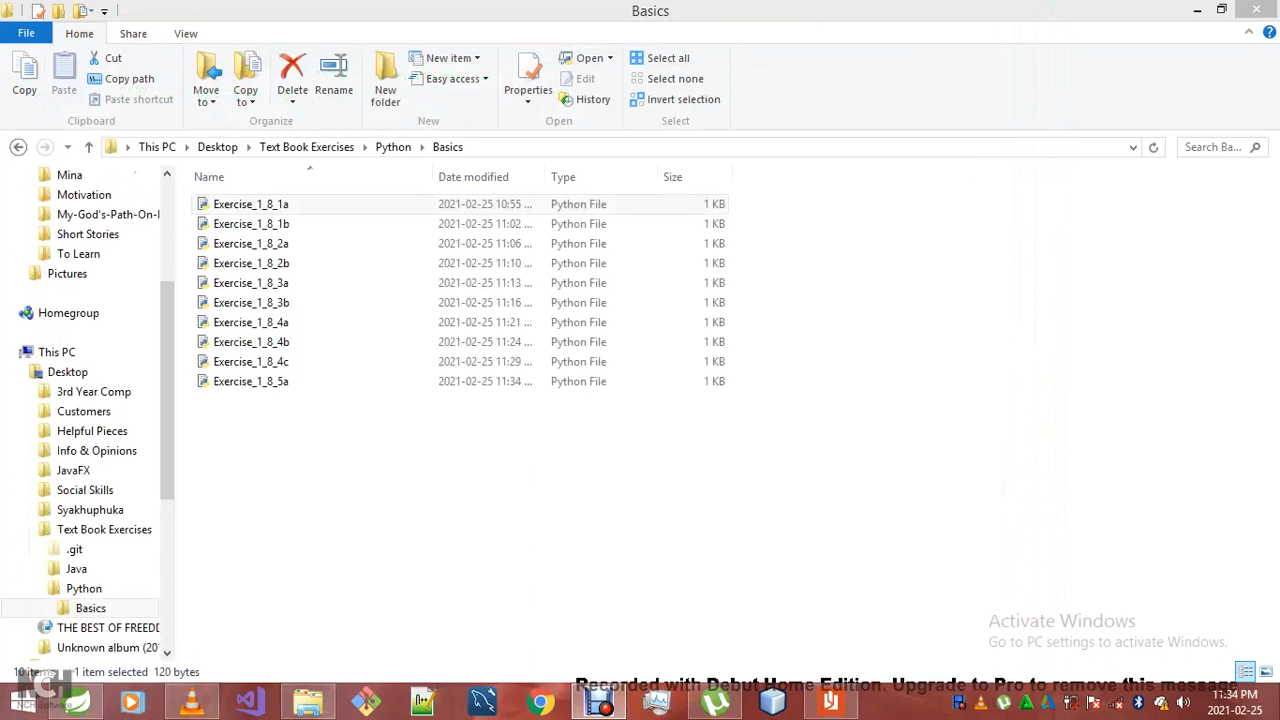 Basics
File Home Share View
Copy
Paste
Cut
Copy path
Paste shortcut
Clipboard
Move to
Copy to
Delete
Rename
Organize
New folder
New item
Easy access
New
Properties
Open
Edit
History
Open
Select all
Select none
Invert selection
Select
This PC Desktop Text Book Exercises Python Basics
Search Ba...
Mina
Motivation
My-God's-Path-On-
Short Stories
To Learn
Pictures
Homegroup
This PC
Desktop
3rd Year Comp
Customers
Helpful Pieces
Info & Opinions
JavaFX
Social Skills
Syakhuphuka
Text Book Exercises
.git
Java
Python
Basics
THE BEST OF FREED
Unknown album (20
Name Date modified Type Size
Exercise_1_8_1a 2021-02-25 10:55 ... Python File 1 KB
Exercise_1_8_1b 2021-02-25 11:02 ... Python File 1 KB
Exercise_1_8_2a 2021-02-25 11:06 ... Python File 1 KB
Exercise_1_8_2b 2021-02-25 11:10 ... Python File 1 KB
Exercise_1_8_3a 2021-02-25 11:13 ... Python File 1 KB
Exercise_1_8_3b 2021-02-25 11:16 ... Python File 1 KB
Exercise_1_8_4a 2021-02-25 11:21 ... Python File 1 KB
Exercise_1_8_4b 2021-02-25 11:24 ... Python File 1 KB
Exercise_1_8_4c 2021-02-25 11:29 ... Python File 1 KB
Exercise_1_8_5a 2021-02-25 11:34 ... Python File 1 KB
Activate Windows
Go to PC settings to activate Windows.
10 items 1 item selected 120 bytes
Recorded with Debut Home Edition. Upgrade to Pro to remove this message
NCH
NCH Software
11:34 PM
2021-02-25